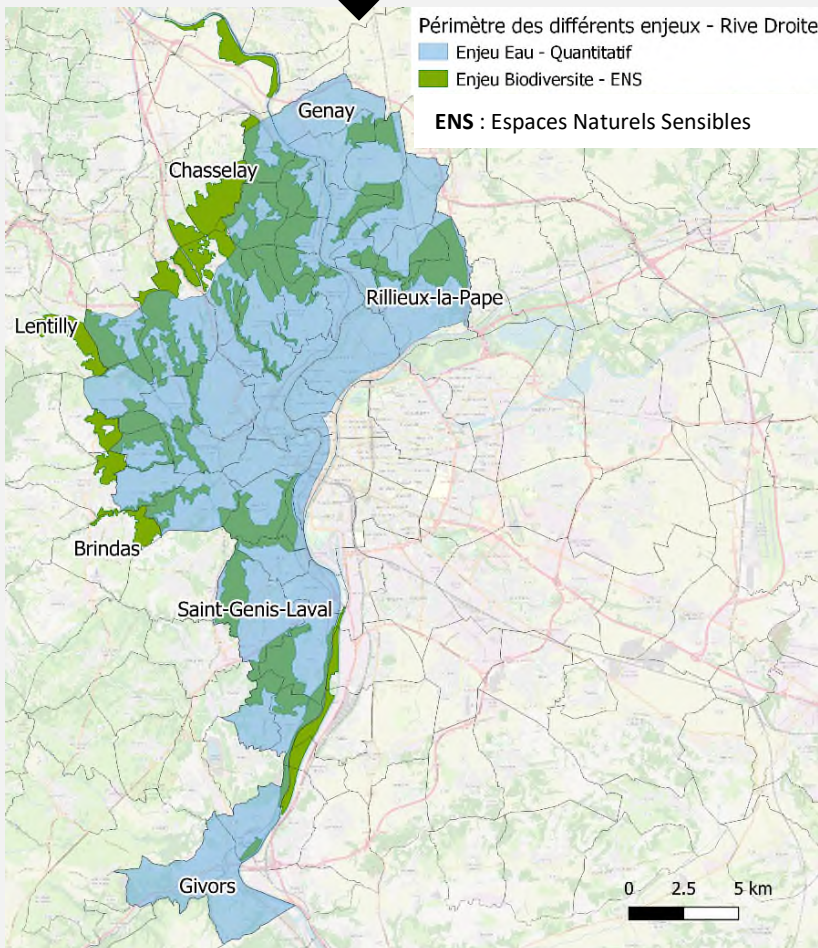 Périmètre des différents enjeux - Rive Droite
Enjeu Eau - Quantitatif
Enjeu Biodiversite - ENS
ENS : Espaces Naturels Sensibles
Genay
Chasselay
Rillieux-la-Pape
Lentilly
Brindas
Saint-Genis-Laval
Givors
0 2.5 5 km